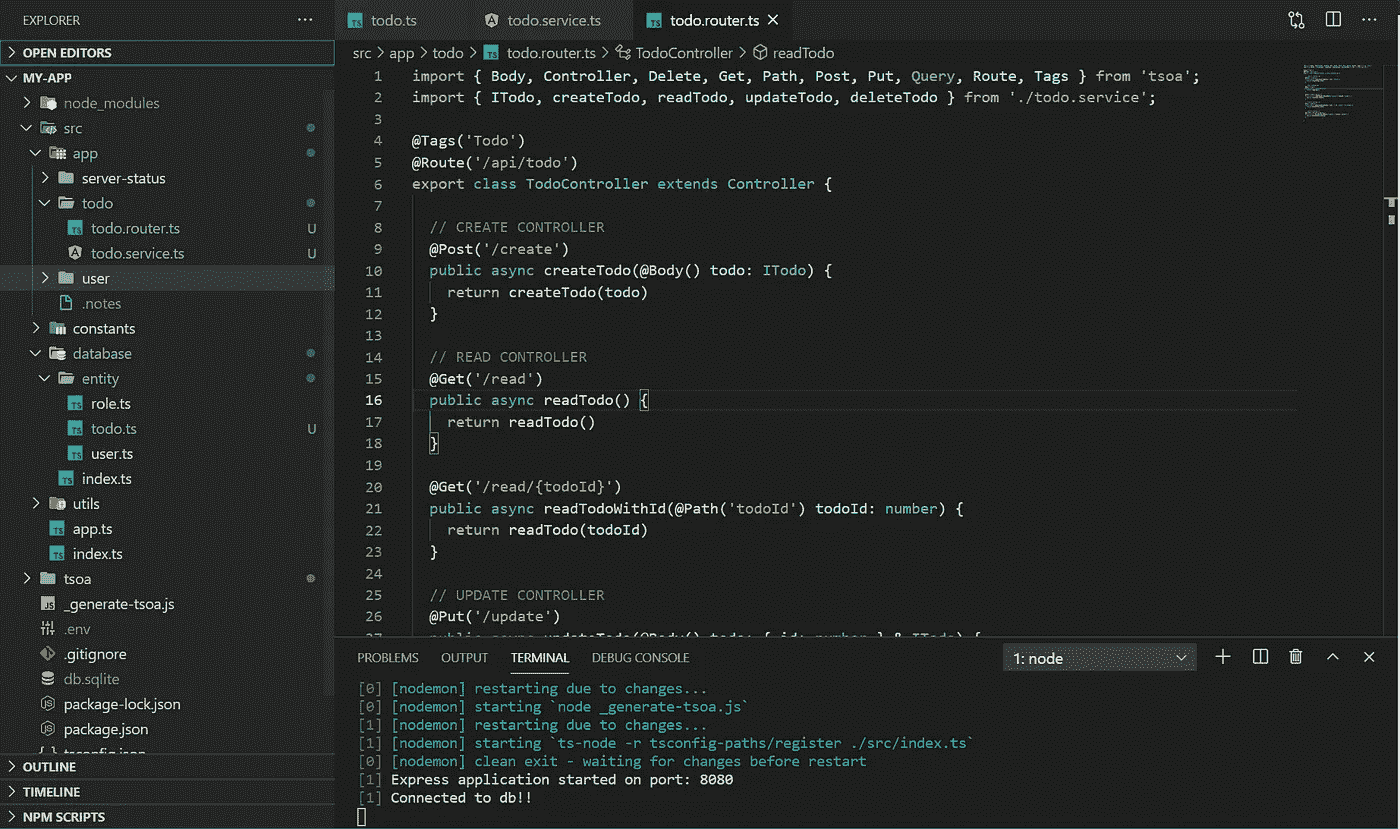 EXPLORER
OPEN EDITORS
MY-APP
node_modules
src
app
server-status
todo
todo.router.ts U
todo.service.ts U
user
.notes
constants
database
entity
role.ts
todo.ts U
user.ts
index.ts
utils
app.ts
index.ts
tsoa
_generate-tsoa.js
.env
.gitignore
db.sqlite
package-lock.json
package.json
tsconfig.json
OUTLINE
TIMELINE
NPM SCRIPTS
todo.ts todo.service.ts todo.router.ts
src > app > todo > todo.router.ts > TodoController > readTodo
1 import { Body, Controller, Delete, Get, Path, Post, Put, Query, Route, Tags } from 'tsoa';
2 import { ITodo, createTodo, readTodo, updateTodo, deleteTodo } from './todo.service';
3
4 @Tags('Todo')
5 @Route('/api/todo')
6 export class TodoController extends Controller {
7
8 // CREATE CONTROLLER
9 @Post('/create')
10 public async createTodo(@Body() todo: ITodo) {
11 return createTodo(todo)
12 }
13
14 // READ CONTROLLER
15 @Get('/read')
16 public async readTodo() {
17 return readTodo()
18 }
19
20 @Get('/read/{todoId}')
21 public async readTodoWithId(@Path('todoId') todoId: number) {
22 return readTodo(todoId)
23 }
24
25 // UPDATE CONTROLLER
26 @Put('/update')
27 public async updateTodo(@Body() todo: { id: number } & ITodo) {
PROBLEMS OUTPUT TERMINAL DEBUG CONSOLE 1: node
[0] [nodemon] restarting due to changes...
[0] [nodemon] starting `node _generate-tsoa.js`
[1] [nodemon] restarting due to changes...
[1] [nodemon] starting `ts-node -r tsconfig-paths/register ./src/index.ts`
[0] [nodemon] clean exit - waiting for changes before restart
[1] Express application started on port: 8080
[1] Connected to db!!